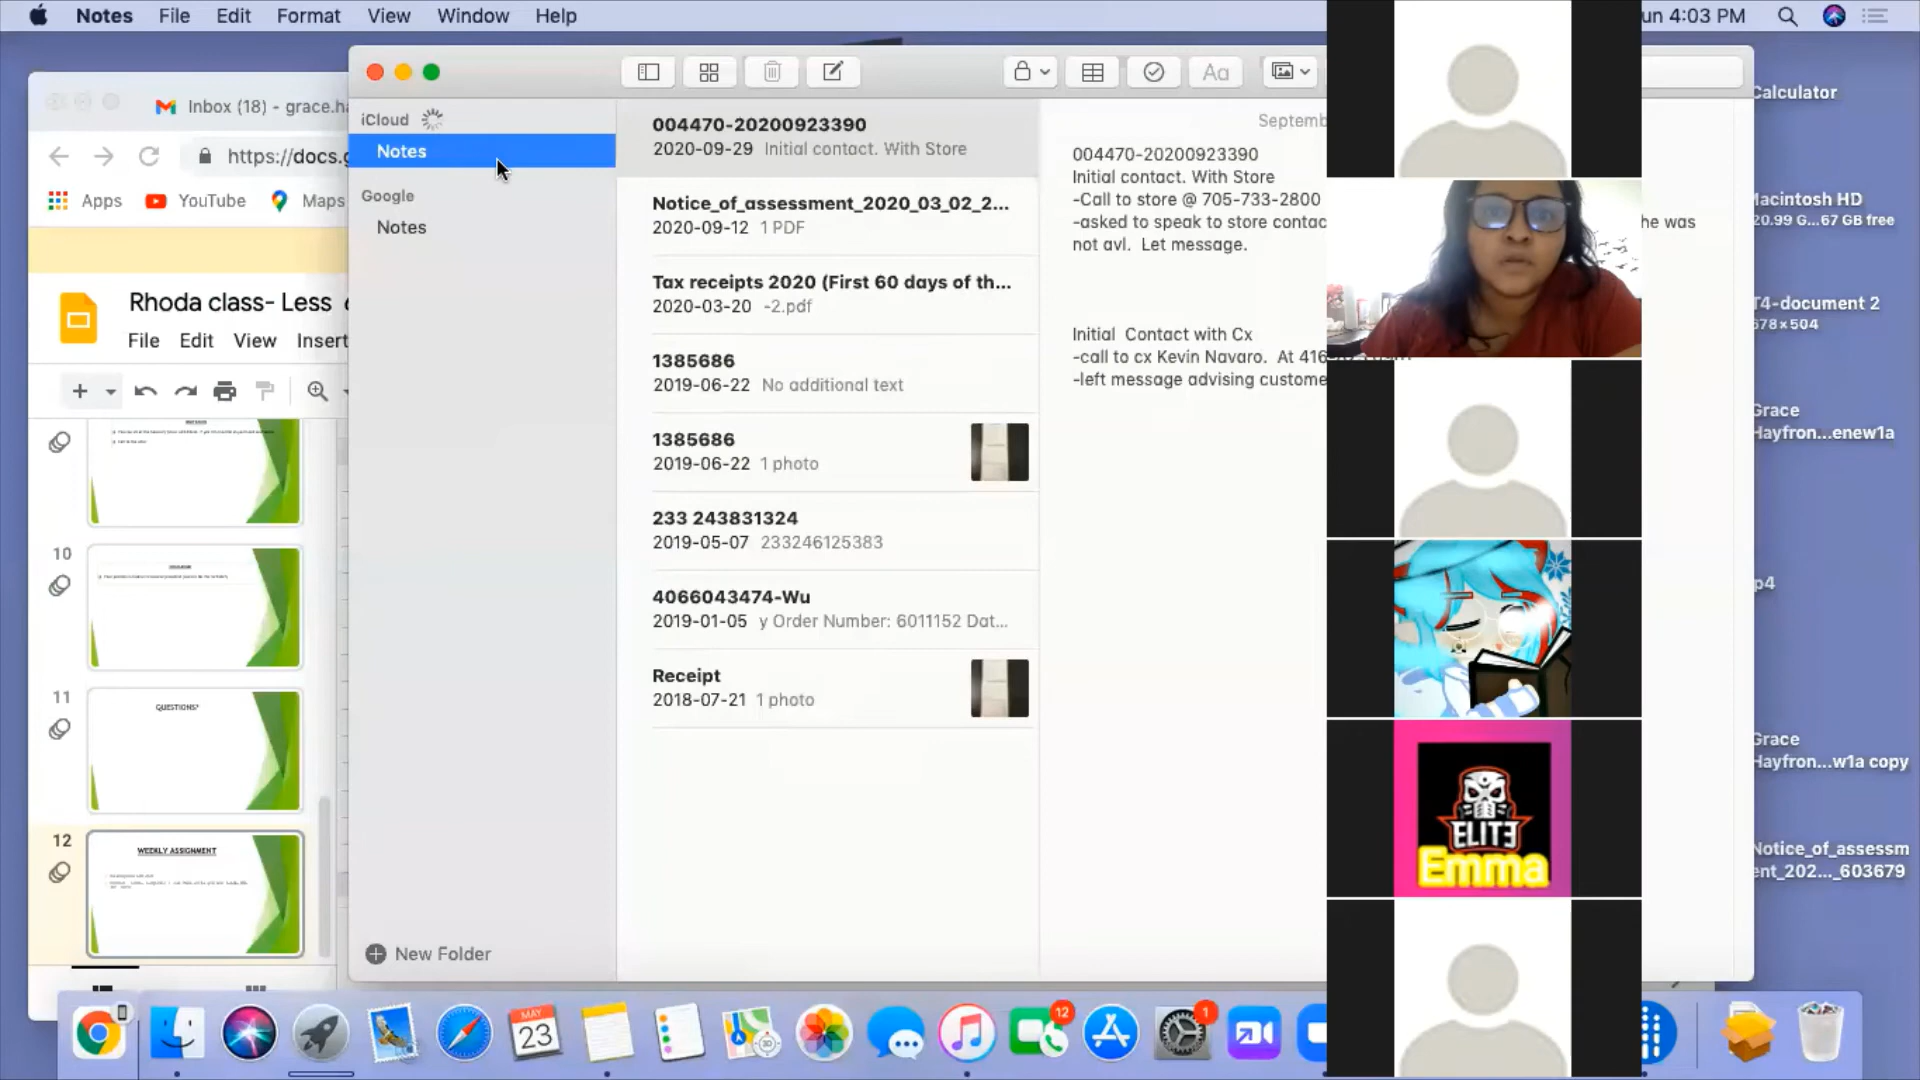 Notes File Edit Format View Window Help
un 4:03 PM
Inbox (18) - grace.ha
https://docs.g
Apps YouTube Maps
Rhoda class- Less
File Edit View Insert
10
11
QUESTIONS?
12
WEEKLY ASSIGNMENT
iCloud
Notes
Google
Notes
New Folder
004470-20200923390
2020-09-29 Initial contact. With Store
Notice_of_assessment_2020_03_02_2...
2020-09-12 1 PDF
Tax receipts 2020 (First 60 days of th...
2020-03-20 -2.pdf
1385686
2019-06-22 No additional text
1385686
2019-06-22 1 photo
233 243831324
2019-05-07 233246125383
4066043474-Wu
2019-01-05 y Order Number: 6011152 Dat...
Receipt
2018-07-21 1 photo
Aa
Septemb
004470-20200923390
Initial contact. With Store
-Call to store @ 705-733-2800
-asked to speak to store contac he was
not avl. Let message.
Initial Contact with Cx
-call to cx Kevin Navaro. At 416
-left message advising custome
ELIT3
Emma
Calculator
Macintosh HD
20.99 G...67 GB free
T4-document 2
678 × 504
Grace
Hayfron...enew1a
p4
Grace
Hayfron...w1a copy
Notice_of_assessm
ent_202..._603679
MAY
23
12
1